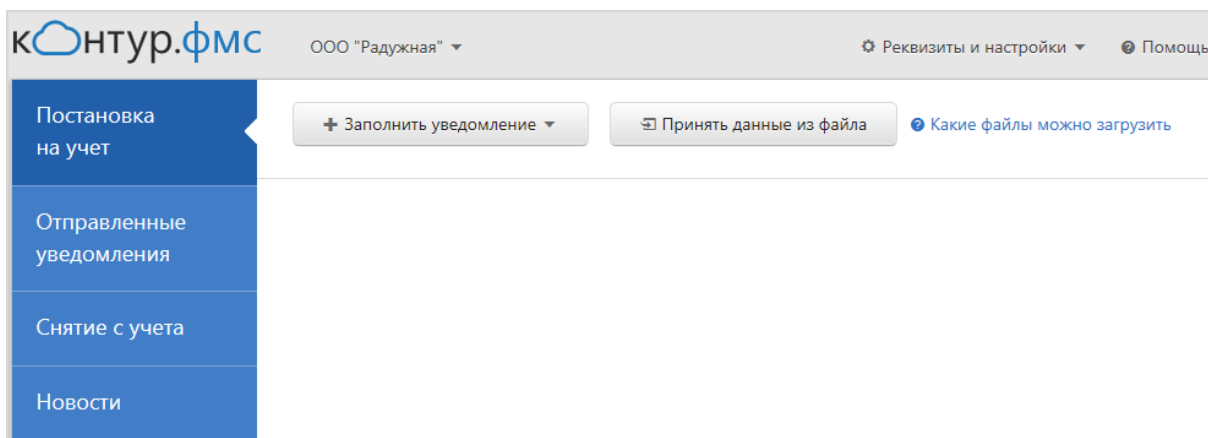 контур.фмс
ООО "Радужная"
Реквизиты и настройки
Помощь
Постановка
на учет
Заполнить уведомление
Принять данные из файла
Какие файлы можно загрузить
Отправленные
уведомления
Снятие с учета
Новости